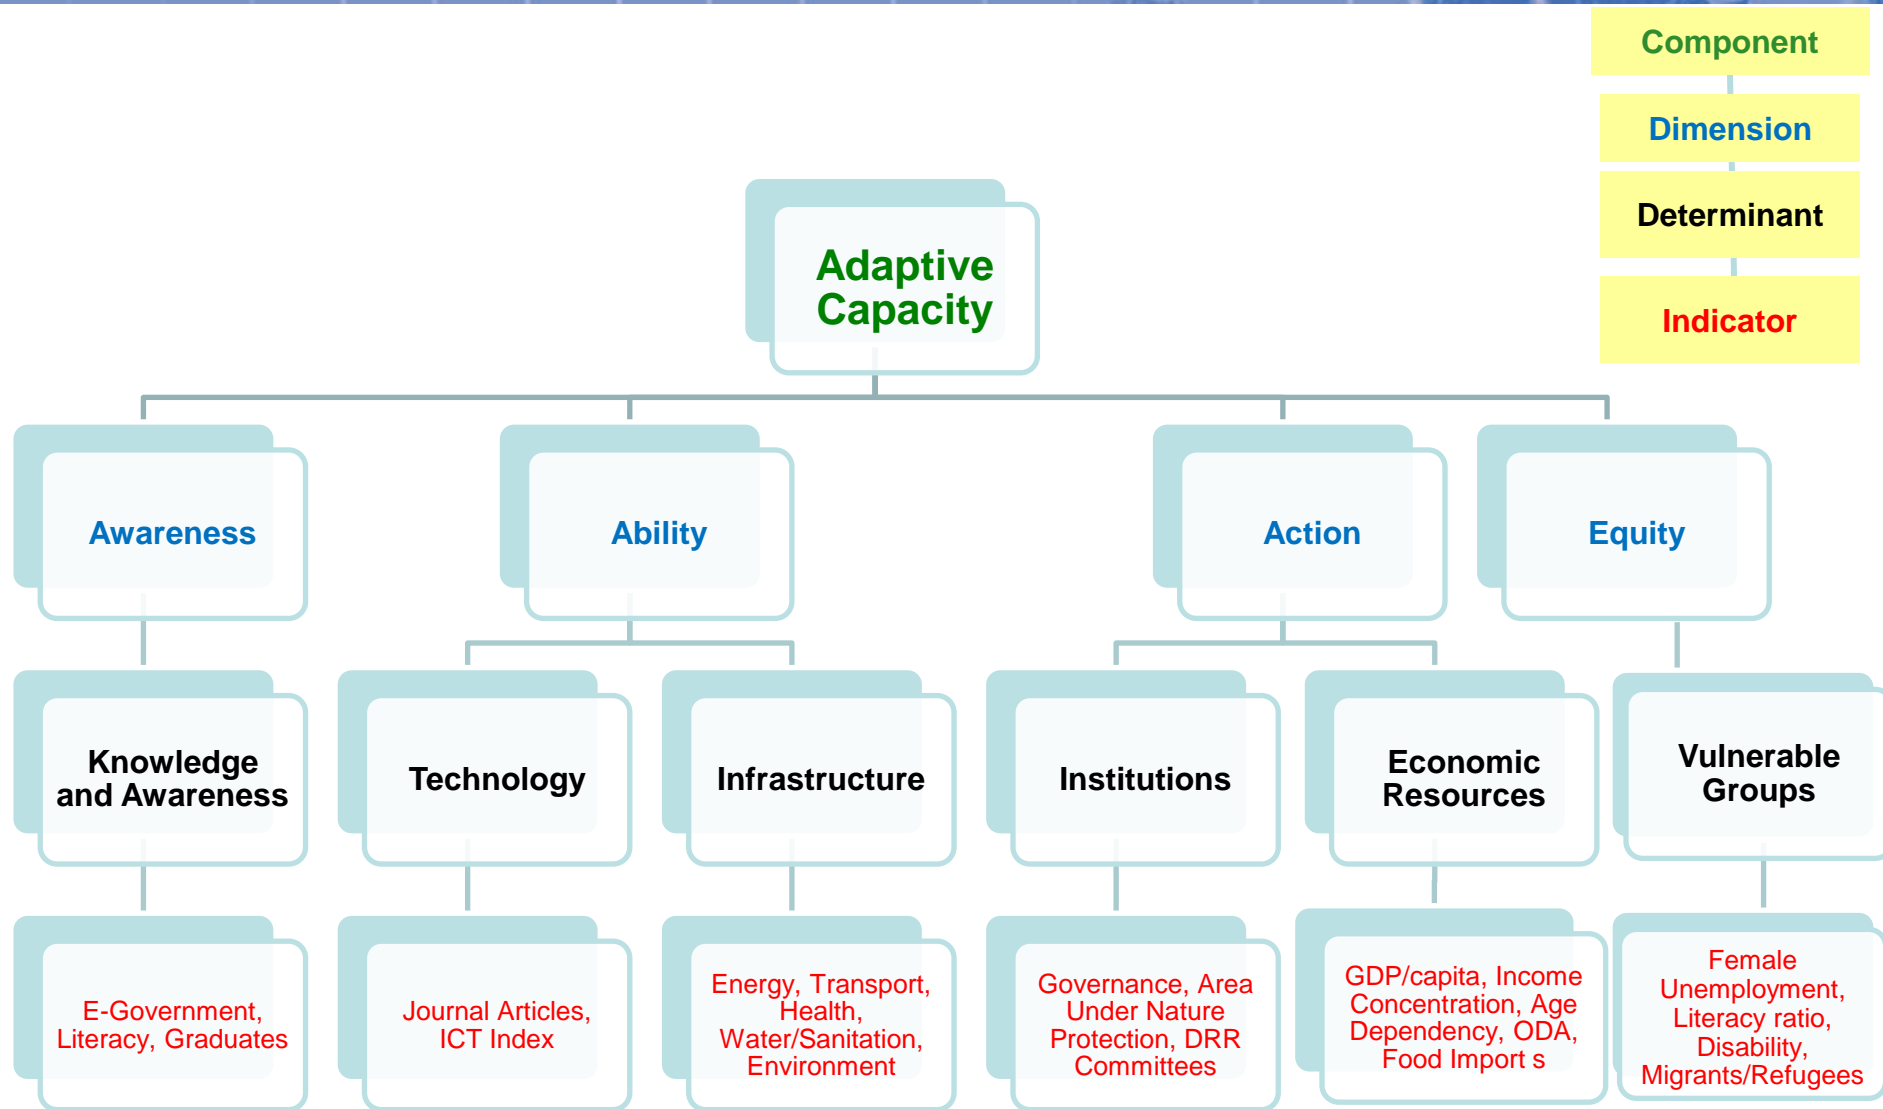 Component
Dimension
Determinant
Indicator
Adaptive
Capacity
Awareness
Ability
Action
Equity
Knowledge
and Awareness
Technology
Infrastructure
Institutions
Economic
Resources
Vulnerable
Groups
E-Government,
Literacy, Graduates
Journal Articles,
ICT Index
Energy, Transport,
Health,
Water/Sanitation,
Environment
Governance, Area
Under Nature
Protection, DRR
Committees
GDP/capita, Income
Concentration, Age
Dependency, ODA,
Food Import s
Female
Unemployment,
Literacy ratio,
Disability,
Migrants/Refugees